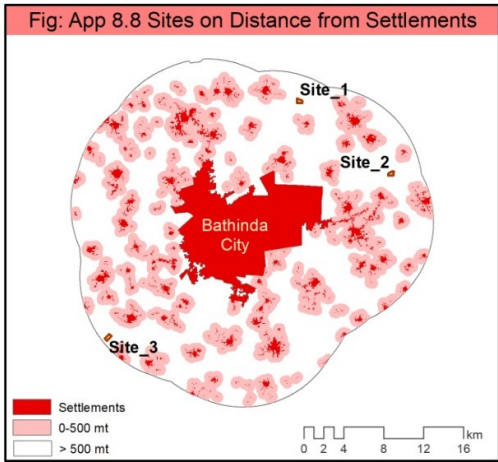 Fig: App 8.8 Sites on Distance from Settlements
Site_1
Site_2
Bathinda
City
Site_3
Settlements
0-500 mt
> 500 mt
km
0 2 4 8 12 16